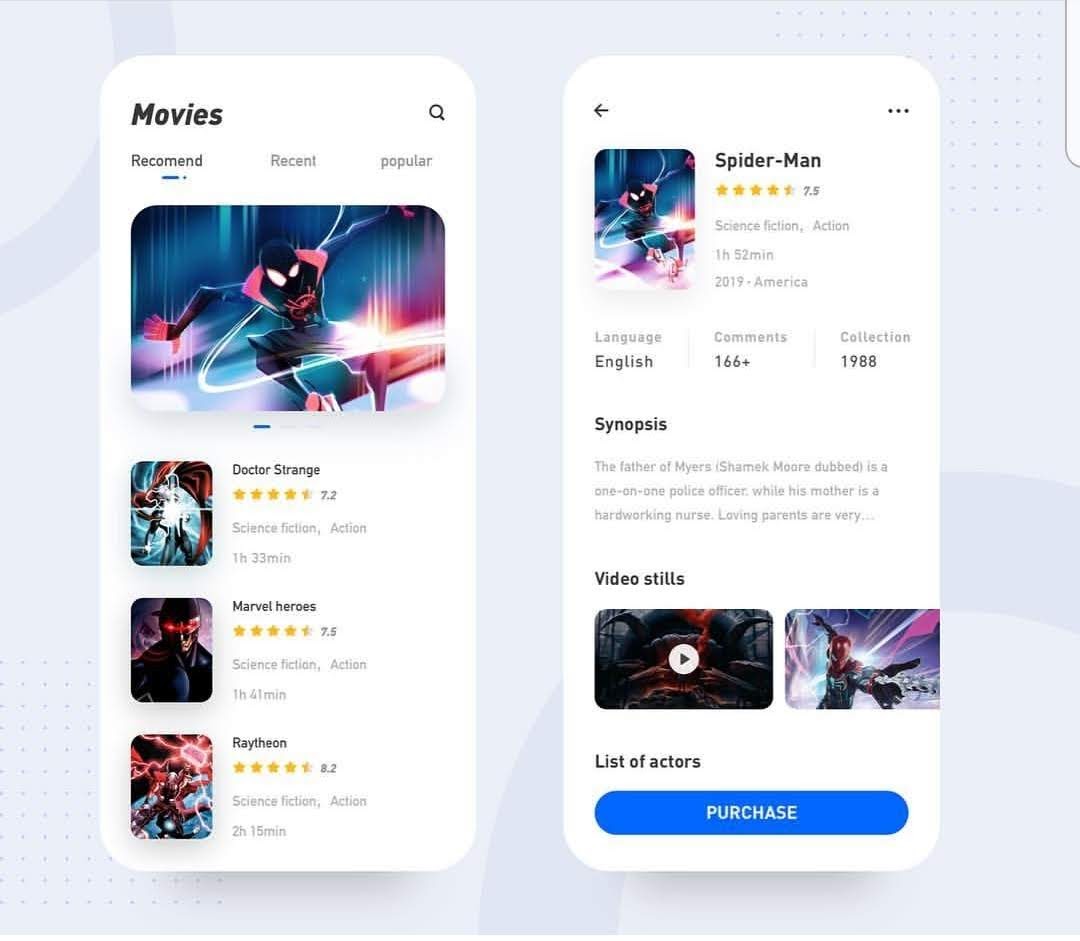 Movies
Recomend
Recent
popular
Doctor Strange
7.2
Science fiction, Action
1h 33min
Marvel heroes
7.5
Science fiction, Action
1h 41min
Raytheon
8.2
Science fiction, Action
2h 15min
Spider-Man
7.5
Science fiction, Action
1h 52min
2019 - America
Language
English
Comments
166+
Collection
1988
Synopsis
The father of Myers (Shamek Moore dubbed) is a
one-on-one police officer. while his mother is a
hardworking nurse. Loving parents are very...
Video stills
List of actors
PURCHASE